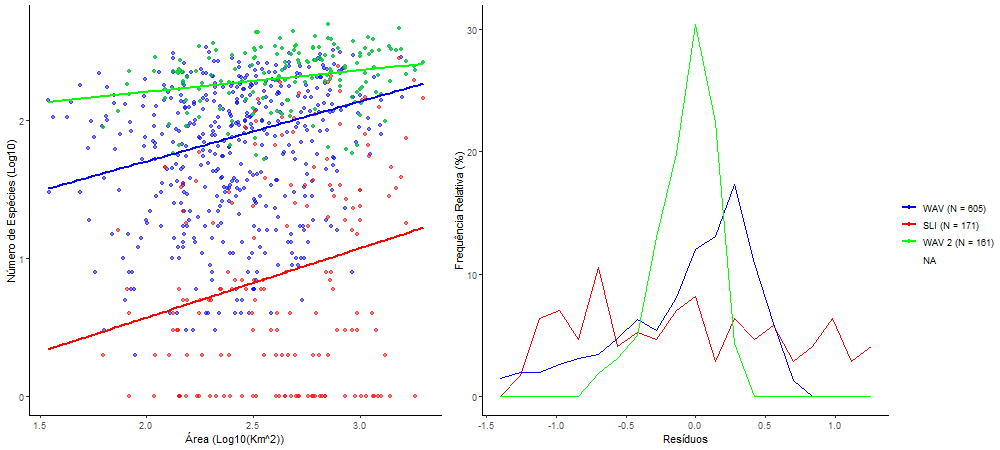 Número de Espécies (Log10)
2
1
0
1.5
2.0
2.5
3.0
Área (Log10(Km^2))
Frequência Relativa (%)
30
20
10
0
-1.5
-1.0
-0.5
0.0
0.5
1.0
Resíduos
WAV (N = 605)
SLI (N = 171)
WAV 2 (N = 161)
NA